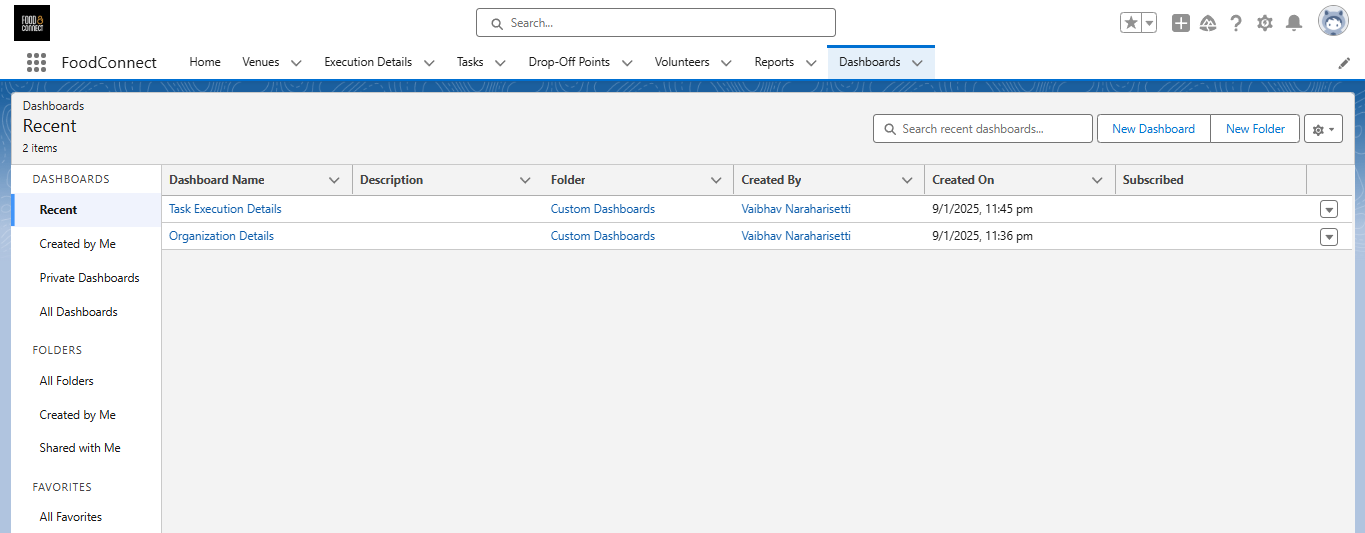 FOOD&
CONNECT
Search...
FoodConnect Home Venues Execution Details Tasks Drop-Off Points Volunteers Reports Dashboards
Dashboards
Recent
2 items
Search recent dashboards... New Dashboard New Folder
DASHBOARDS
Recent
Created by Me
Private Dashboards
All Dashboards
FOLDERS
All Folders
Created by Me
Shared with Me
FAVORITES
All Favorites
Dashboard Name Description Folder Created By Created On Subscribed
Task Execution Details Custom Dashboards Vaibhav Naraharisetti 9/1/2025, 11:45 pm
Organization Details Custom Dashboards Vaibhav Naraharisetti 9/1/2025, 11:36 pm